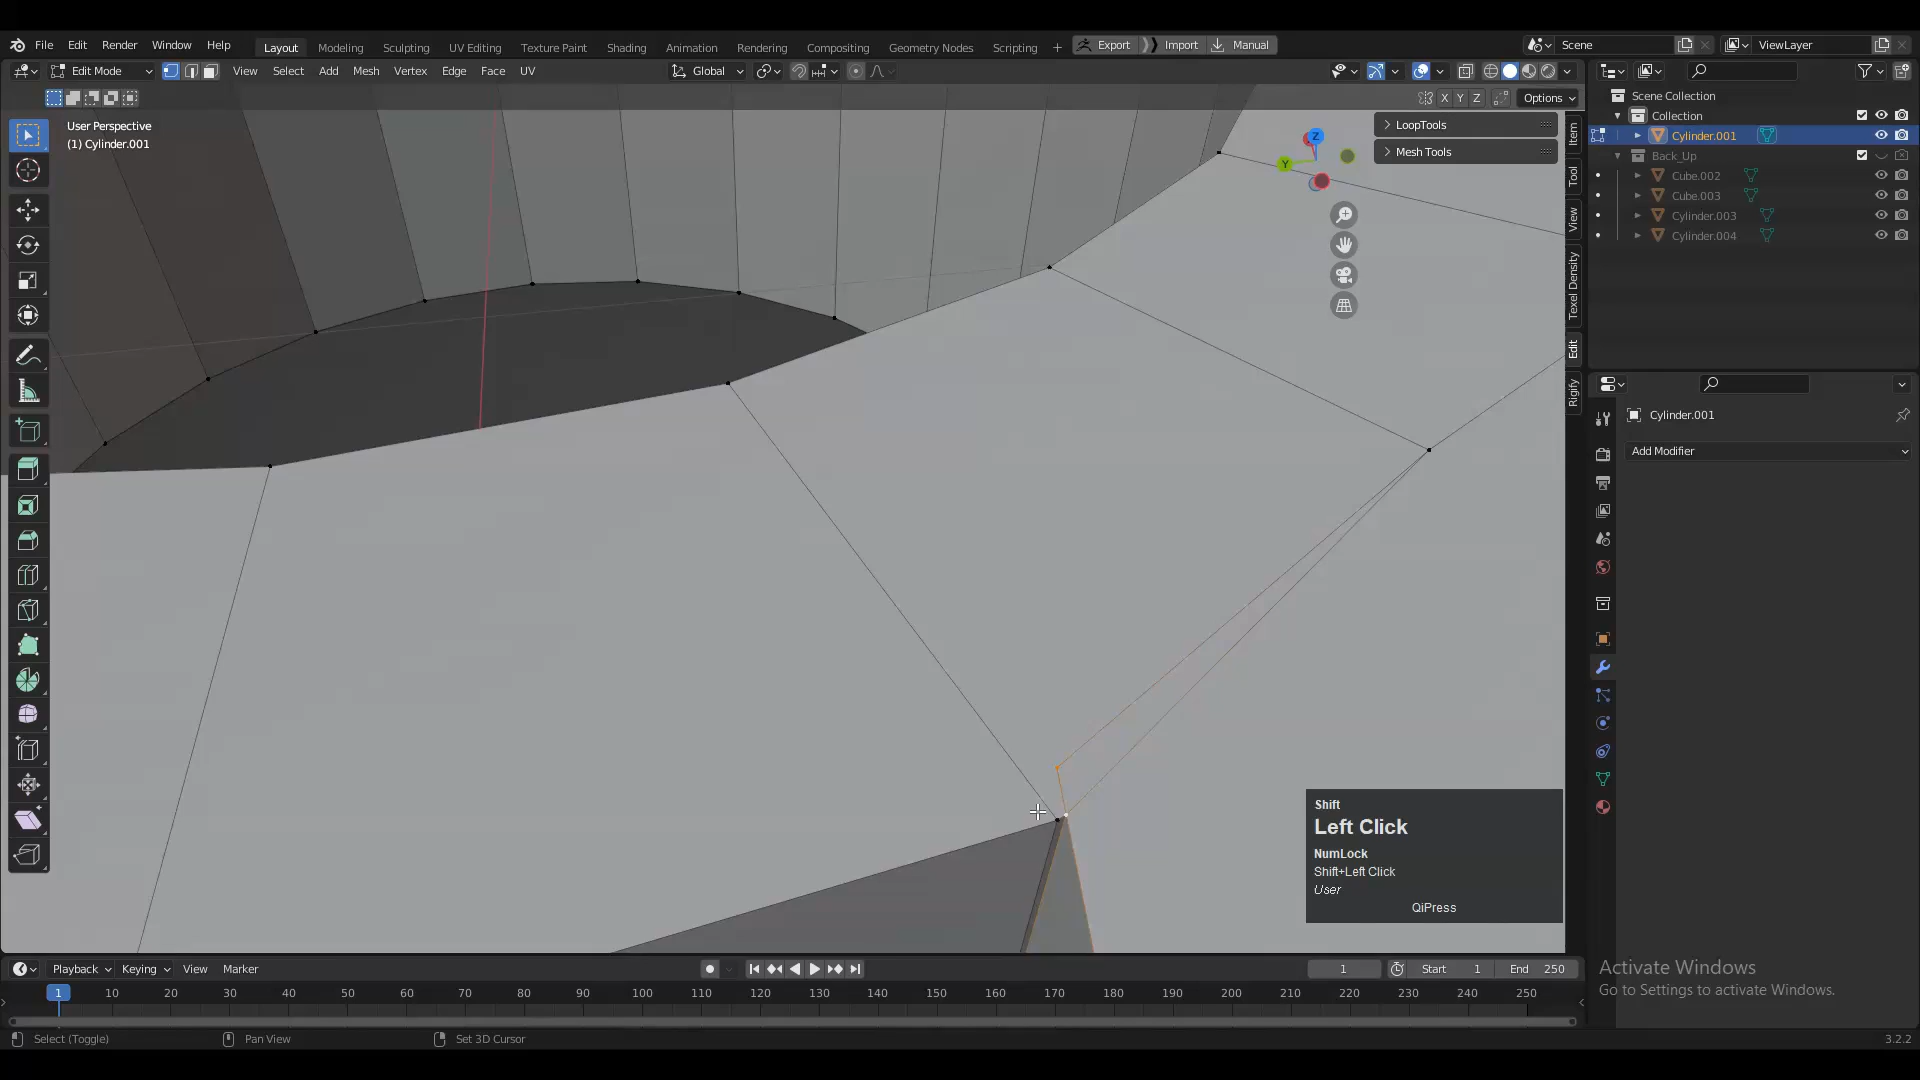 File Edit Render Window Help Layout Modeling Sculpting UV Editing Texture Paint Shading Animation Rendering Compositing Geometry Nodes Scripting + Export Import Manual Scene ViewLayer
Edit Mode View Select Add Mesh Vertex Edge Face UV Global
X Y Z Options
User Perspective
(1) Cylinder.001
LoopTools
Mesh Tools
Z
Y
Item
Tool
View
Texel Density
Edit
Rigify
Scene Collection
Collection
Cylinder.001
Back_Up
Cube.002
Cube.003
Cylinder.003
Cylinder.004
Cylinder.001
Add Modifier
Shift
Left Click
NumLock
Shift+Left Click
User
QiPress
Activate Windows
Go to Settings to activate Windows.
Playback Keying View Marker 1 Start 1 End 250
1 10 20 30 40 50 60 70 80 90 100 110 120 130 140 150 160 170 180 190 200 210 220 230 240 250
Select (Toggle) Pan View Set 3D Cursor 3.2.2